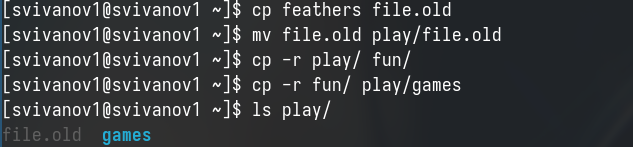 [svivanov1@svivanov1 ~]$ cp feathers file.old
[svivanov1@svivanov1 ~]$ mv file.old play/file.old
[svivanov1@svivanov1 ~]$ cp -r play/ fun/
[svivanov1@svivanov1 ~]$ cp -r fun/ play/games
[svivanov1@svivanov1 ~]$ ls play/
file.old  games